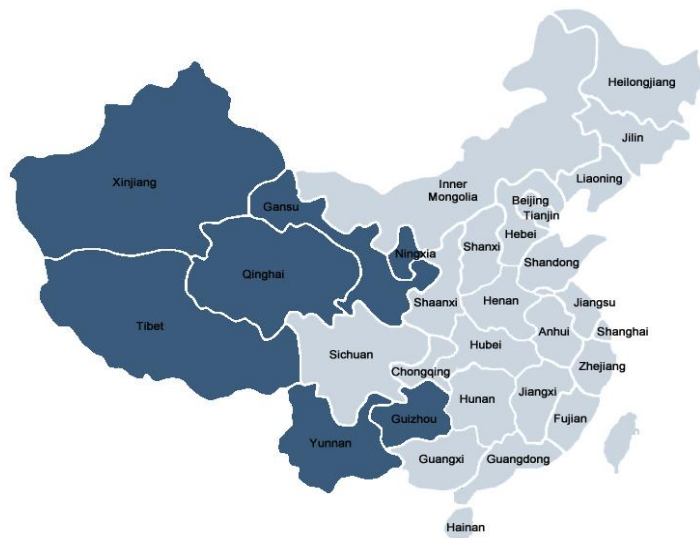 Heilongjiang
Jilin
Liaoning
Inner
Mongolia
Beijing
Tianjin
Hebei
Xinjiang
Gansu
Ningxia
Shanxi
Shandong
Qinghai
Shaanxi
Henan
Jiangsu
Tibet
Anhui
Shanghai
Sichuan
Hubei
Chongqing
Zhejiang
Hunan
Jiangxi
Guizhou
Fujian
Yunnan
Guangxi
Guangdong
Hainan